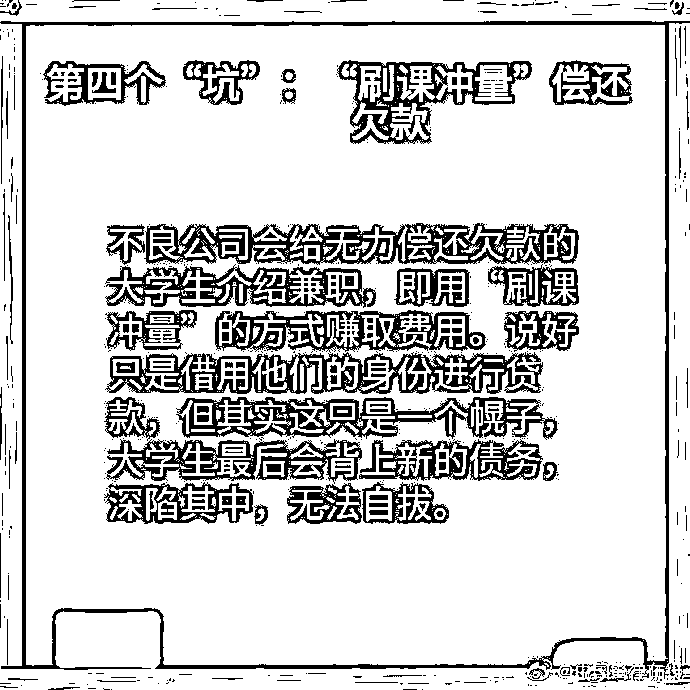 第四个“坑”：“刷课冲量”偿还
欠款
不良公司会给无力偿还欠款的
大学生介绍兼职，即用“刷课
冲量”的方式赚取费用。说好
只是借用他们的身份进行贷
款，但其实这只是一个幌子，
大学生最后会背上新的债务，
深陷其中，无法自拔。